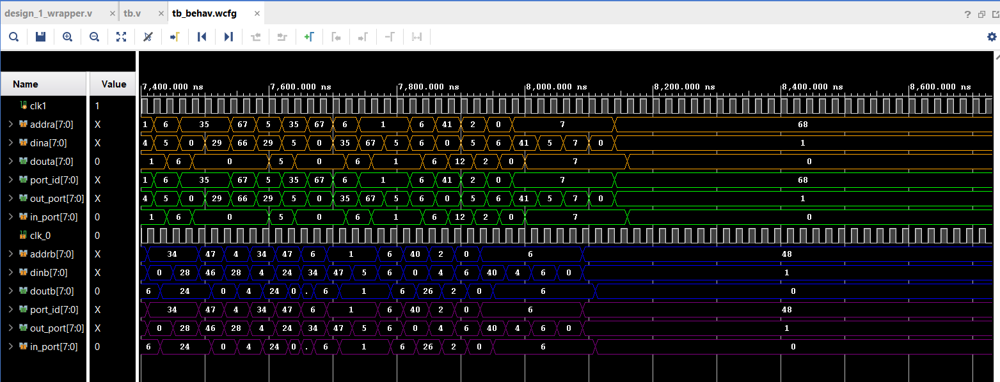 design_1_wrapper.v × tb.v × tb_behav.wcfg ×
Name Value
7,400.000 ns 7,600.000 ns 7,800.000 ns 8,000.000 ns 8,200.000 ns 8,400.000 ns 8,600.000 ns
clk1 1
addra[7:0] X 1 6 35 67 5 35 67 6 1 6 41 2 0 7 68
dina[7:0] X 4 5 0 29 66 29 5 0 35 67 5 6 0 5 6 41 5 7 0 1
douta[7:0] 0 1 6 0 5 0 6 1 6 12 2 0 7 0
port_id[7:0] X 1 6 35 67 5 35 67 6 1 6 41 2 0 7 68
out_port[7:0] X 4 5 0 29 66 29 5 0 35 67 5 6 0 5 6 41 5 7 0 1
in_port[7:0] 0 1 6 0 5 0 6 1 6 12 2 0 7 0
clk_0 0
addrb[7:0] X 34 47 4 34 47 6 1 6 40 2 0 6 48
dinb[7:0] X 0 28 46 28 4 24 34 47 5 6 0 4 6 40 4 6 0 1
doutb[7:0] 0 6 24 0 4 24 0 . 6 1 6 26 2 0 6 0
port_id[7:0] X 34 47 4 34 47 6 1 6 40 2 0 6 48
out_port[7:0] X 0 28 46 28 4 24 34 47 5 6 0 4 6 40 4 6 0 1
in_port[7:0] 0 6 24 0 4 24 0 . 6 1 6 26 2 0 6 0